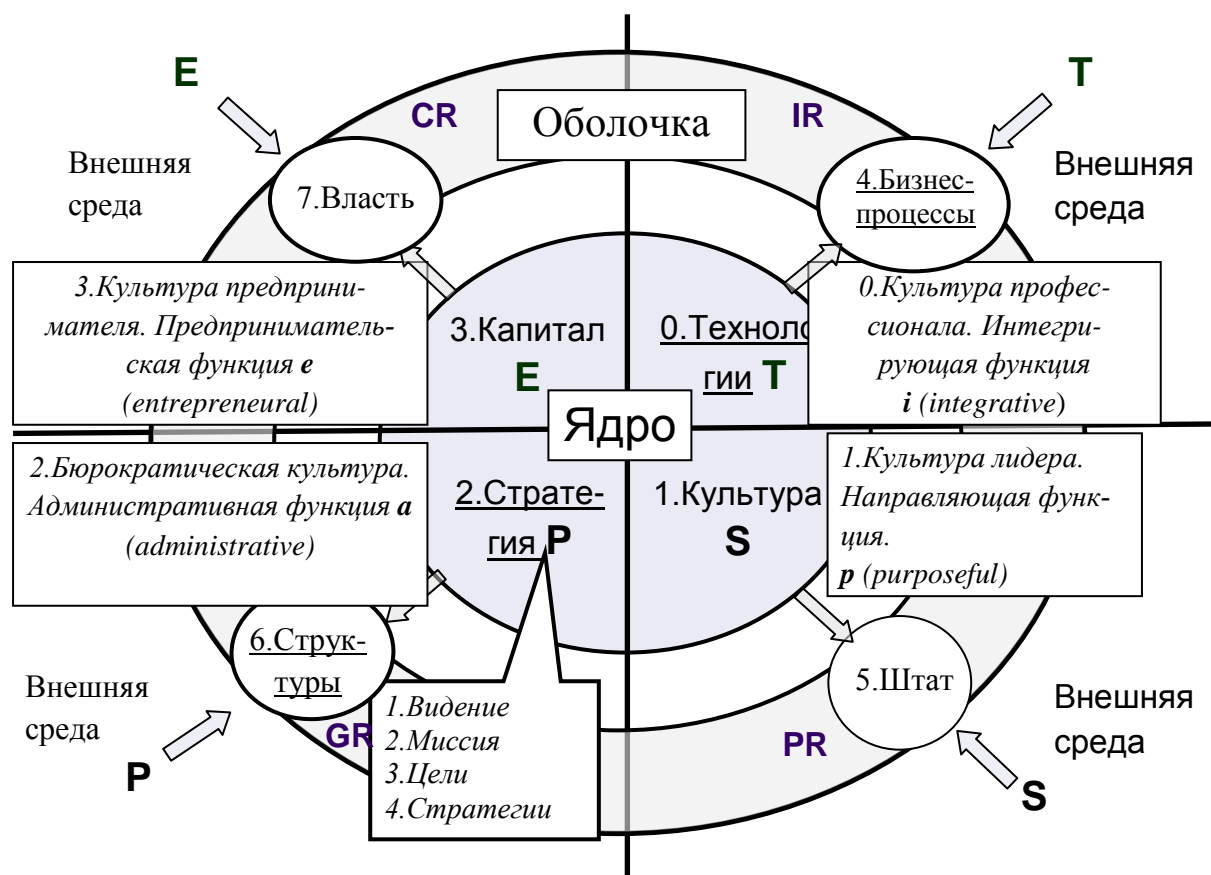 E
T
CR
Оболочка
IR
Внешняя
среда
7.Власть
4.Бизнес-
процессы
Внешняя
среда
3.Культура предприни-
мателя. Предприниматель-
ская функция e
(entrepreneural)
3.Капитал
E
0.Техноло
гии T
0.Культура профес-
сионала. Интегри-
рующая функция
i (integrative)
Ядро
2.Бюрократическая культура.
Административная функция a
(administrative)
2.Страте-
гия P
1.Культура
S
1.Культура лидера.
Направляющая функ-
ция.
p (purposeful)
6.Струк-
туры
5.Штат
Внешняя
среда
Внешняя
среда
GR
1.Видение
2.Миссия
3.Цели
4.Стратегии
PR
P
S